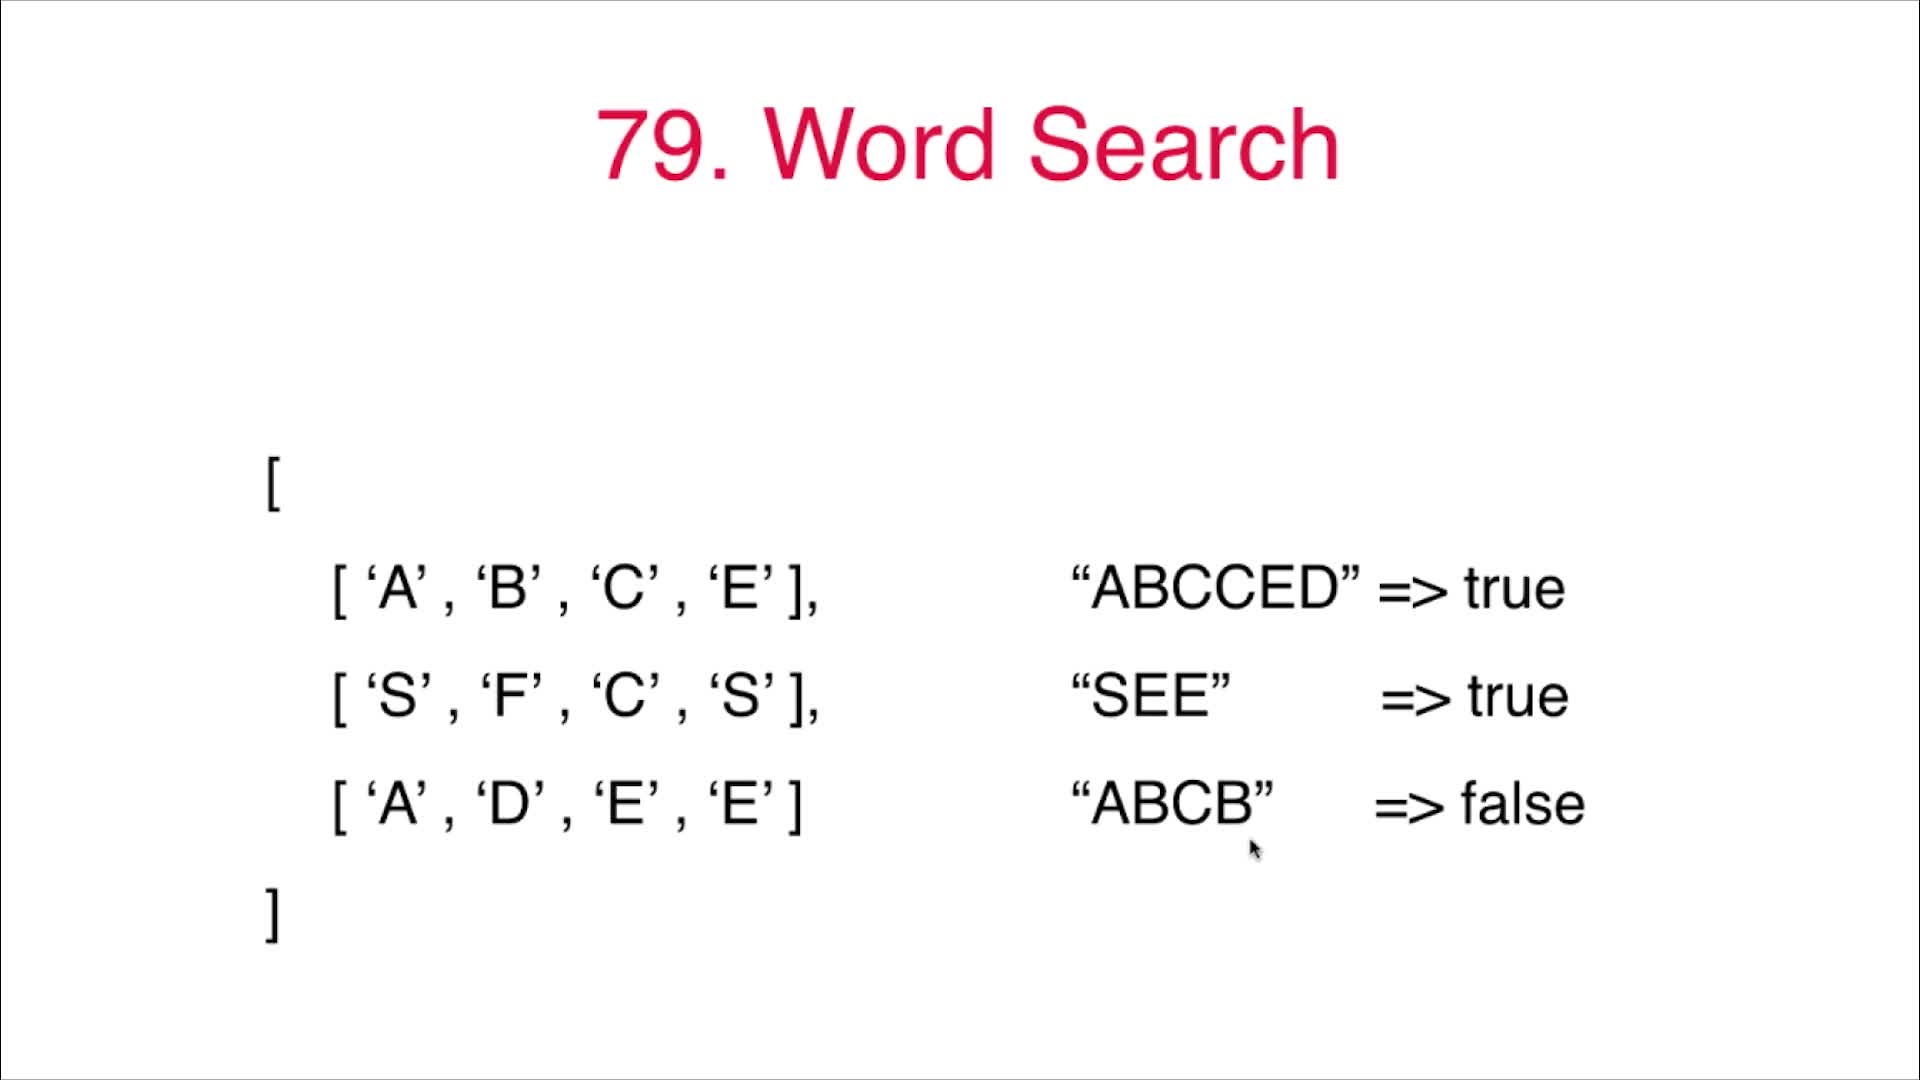 79. Word Search
[
[ ‘A’ , ‘B’ , ‘C’ , ‘E’ ], “ABCCED” => true
[ ‘S’ , ‘F’ , ‘C’ , ‘S’ ], “SEE” => true
[ ‘A’ , ‘D’ , ‘E’ , ‘E’ ] “ABCB” => false
]